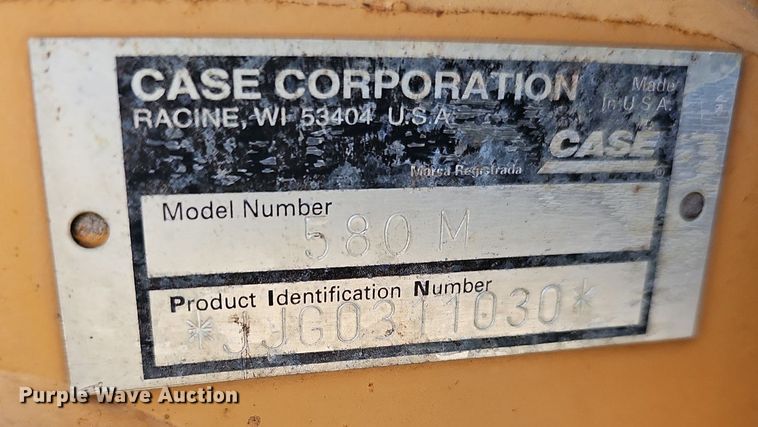 CASE CORPORATION
RACINE, WI 53404 U.S.A.
Made
In U.S.A.
CASE
Marsa Registrada
®
Model Number
580 M
Product Identification Number
*JJG0311030*
Purple Wave Auction